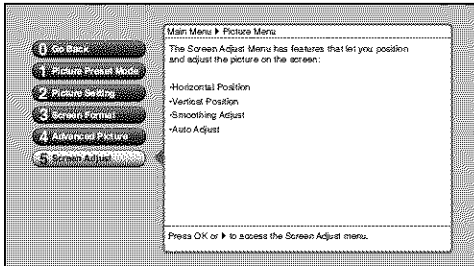 Main Menu ▶ Picture Menu
0 Go Back
1 Picture Preset Mode
2 Picture Setting
3 Screen Format
4 Advanced Picture
5 Screen Adjust
The Screen Adjust Menu has features that let you position
and adjust the picture on the screen:
•Horizontal Position
•Vertical Position
•Smoothing Adjust
•Auto Adjust
Press OK or ▶ to access the Screen Adjust menu.